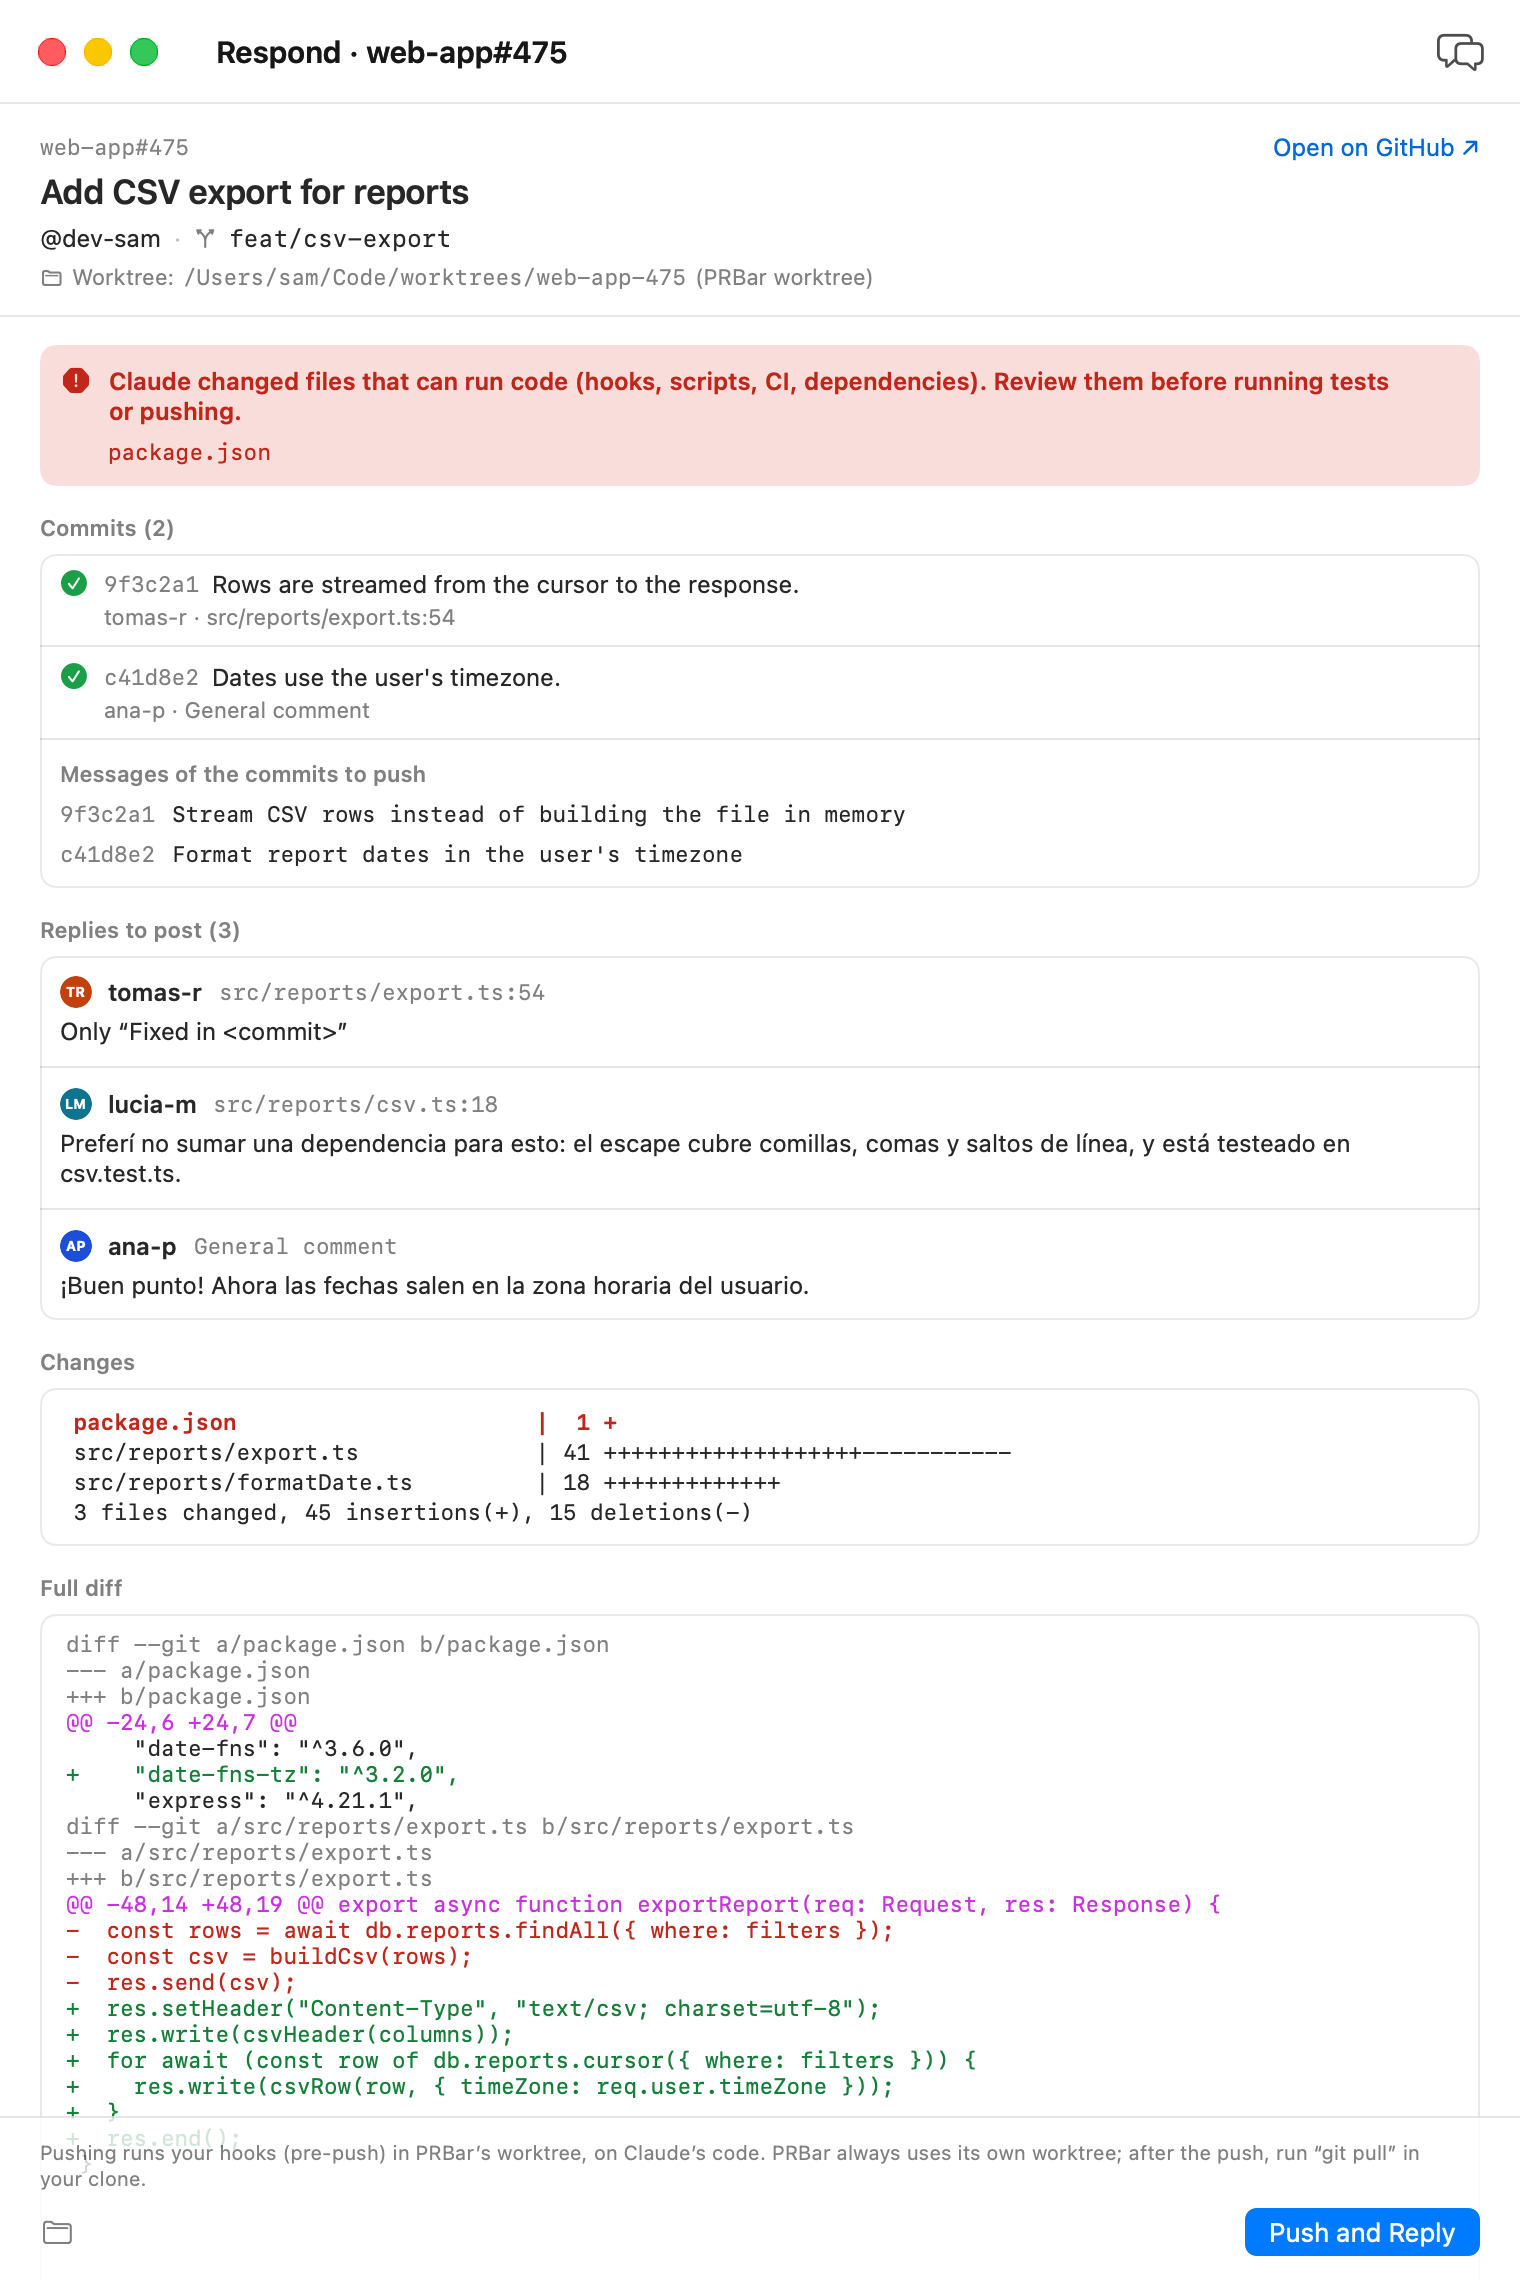 Respond · web-app#475
web-app#475
Open on GitHub ↗
Add CSV export for reports
@dev-sam · feat/csv-export
Worktree: /Users/sam/Code/worktrees/web-app-475 (PRBar worktree)
Claude changed files that can run code (hooks, scripts, CI, dependencies). Review them before running tests
or pushing.
package.json
Commits (2)
9f3c2a1 Rows are streamed from the cursor to the response.
tomas-r · src/reports/export.ts:54
c41d8e2 Dates use the user's timezone.
ana-p · General comment
Messages of the commits to push
9f3c2a1 Stream CSV rows instead of building the file in memory
c41d8e2 Format report dates in the user's timezone
Replies to post (3)
TR tomas-r src/reports/export.ts:54
Only “Fixed in <commit>”
LM lucia-m src/reports/csv.ts:18
Preferí no sumar una dependencia para esto: el escape cubre comillas, comas y saltos de línea, y está testeado en
csv.test.ts.
AP ana-p General comment
¡Buen punto! Ahora las fechas salen en la zona horaria del usuario.
Changes
package.json | 1 +
src/reports/export.ts | 41 +++++++++++++++++++-----------
src/reports/formatDate.ts | 18 +++++++++++++
3 files changed, 45 insertions(+), 15 deletions(-)
Full diff
diff --git a/package.json b/package.json
--- a/package.json
+++ b/package.json
@@ -24,6 +24,7 @@
"date-fns": "^3.6.0",
+ "date-fns-tz": "^3.2.0",
"express": "^4.21.1",
diff --git a/src/reports/export.ts b/src/reports/export.ts
--- a/src/reports/export.ts
+++ b/src/reports/export.ts
@@ -48,14 +48,19 @@ export async function exportReport(req: Request, res: Response) {
- const rows = await db.reports.findAll({ where: filters });
- const csv = buildCsv(rows);
- res.send(csv);
+ res.setHeader("Content-Type", "text/csv; charset=utf-8");
+ res.write(csvHeader(columns));
+ for await (const row of db.reports.cursor({ where: filters })) {
+ res.write(csvRow(row, { timeZone: req.user.timeZone }));
+ }
+ res.end();
}
Pushing runs your hooks (pre-push) in PRBar’s worktree, on Claude’s code. PRBar always uses its own worktree; after the push, run “git pull” in
your clone.
Push and Reply